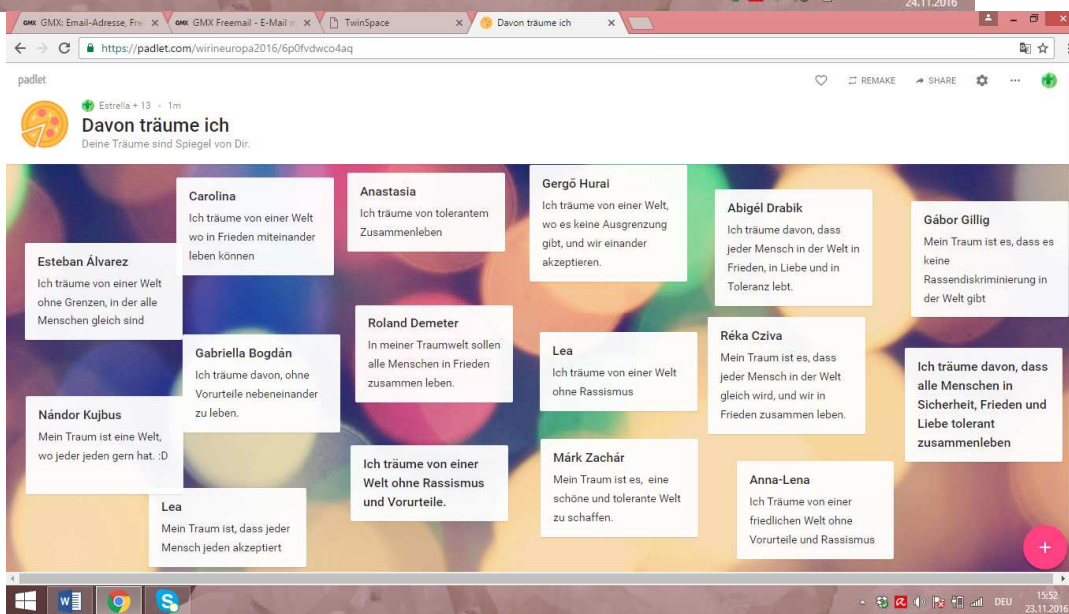 24.11.2016
GMX GMX: Email-Adresse, Fre
GMX GMX Freemail - E-Mail m
TwinSpace
Davon träume ich
https://padlet.com/wirineuropa2016/6p0fvdwco4aq
padlet
REMAKE
SHARE
Estrella + 13 · 1m
Davon träume ich
Deine Träume sind Spiegel von Dir.
Esteban Álvarez
Ich träume von einer Welt
ohne Grenzen, in der alle
Menschen gleich sind
Carolina
Ich träume von einer Welt
wo in Frieden miteinander
leben können
Anastasia
Ich träume von tolerantem
Zusammenleben
Gergő Hurai
Ich träume von einer Welt,
wo es keine Ausgrenzung
gibt, und wir einander
akzeptieren.
Abigél Drabik
Ich träume davon, dass
jeder Mensch in der Welt in
Frieden, in Liebe und in
Toleranz lebt.
Gábor Gillig
Mein Traum ist es, dass es
keine
Rassendiskriminierung in
der Welt gibt
Gabriella Bogdán
Ich träume davon, ohne
Vorurteile nebeneinander
zu leben.
Roland Demeter
In meiner Traumwelt sollen
alle Menschen in Frieden
zusammen leben.
Lea
Ich träume von einer Welt
ohne Rassismus
Réka Cziva
Mein Traum ist es, dass
jeder Mensch in der Welt
gleich wird, und wir in
Frieden zusammen leben.
Ich träume davon, dass
alle Menschen in
Sicherheit, Frieden und
Liebe tolerant
zusammenleben
Nándor Kujbus
Mein Traum ist eine Welt,
wo jeder jeden gern hat. :D
Ich träume von einer
Welt ohne Rassismus
und Vorurteile.
Márk Zachár
Mein Traum ist es, eine
schöne und tolerante Welt
zu schaffen.
Anna-Lena
Ich Träume von einer
friedlichen Welt ohne
Vorurteile und Rassismus
Lea
Mein Traum ist, dass jeder
Mensch jeden akzeptiert
DEU
15:52
23.11.2016